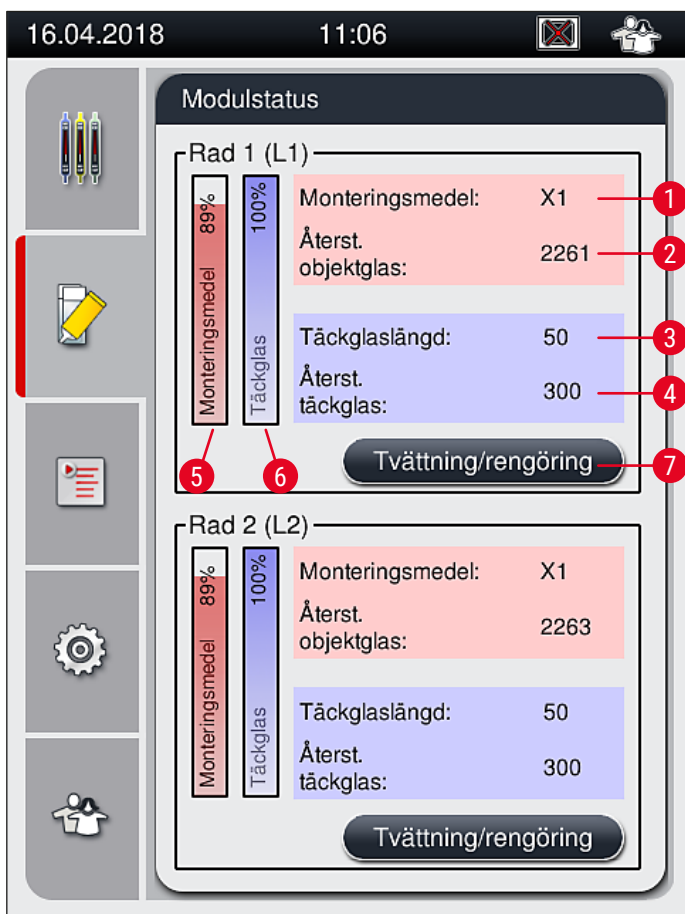 16.04.2018 11:06
Modulstatus
Rad 1 (L1)
89% Monteringsmedel
100% Täckglas
Monteringsmedel: X1 1
Återst.
objektglas: 2261 2
Täckglaslängd: 50 3
Återst.
täckglas: 300 4
5 6
Tvättning/rengöring 7
Rad 2 (L2)
89% Monteringsmedel
100% Täckglas
Monteringsmedel: X1
Återst.
objektglas: 2263
Täckglaslängd: 50
Återst.
täckglas: 300
Tvättning/rengöring